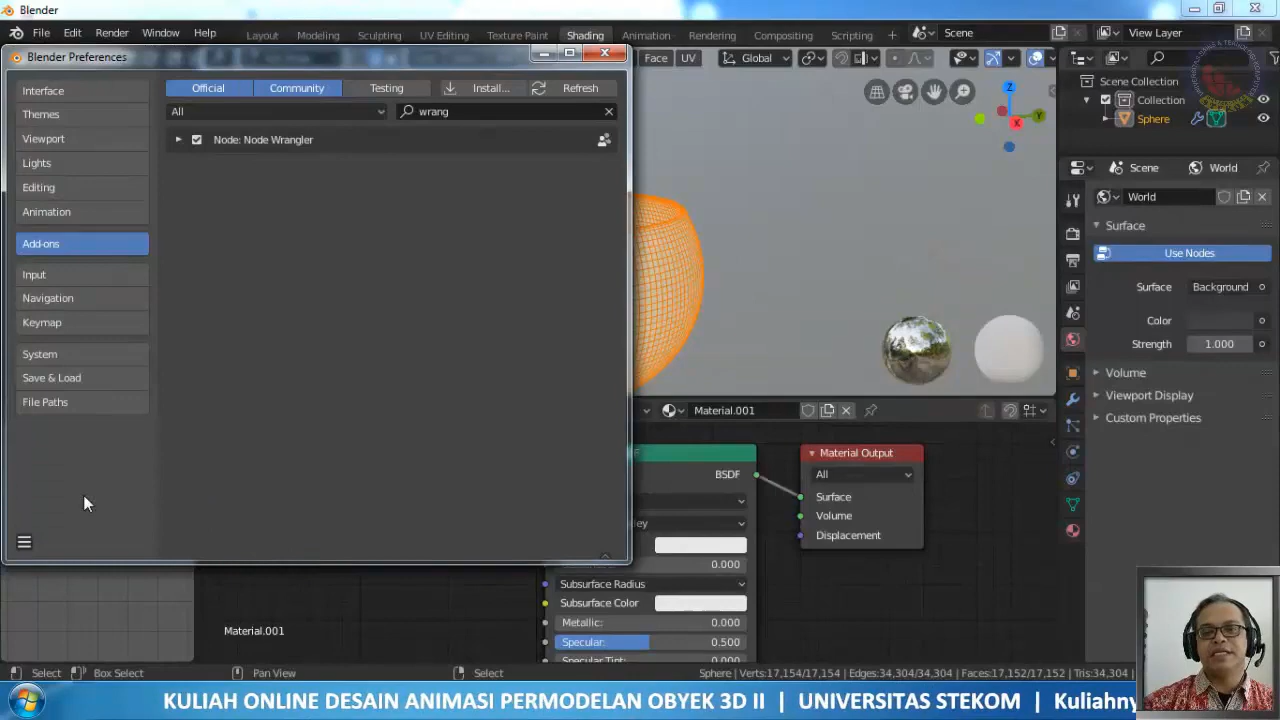 Blender
File Edit Render Window Help
Layout Modeling Sculpting UV Editing Texture Paint Shading Animation Rendering Compositing Scripting
Scene
View Layer
Blender Preferences
Interface
Themes
Viewport
Lights
Editing
Animation
Add-ons
Input
Navigation
Keymap
System
Save & Load
File Paths
Official Community Testing Install... Refresh
All
wrang
Node: Node Wrangler
Face UV
Global
Z
Y
X
Scene Collection
Collection
Sphere
Scene World
World
Surface
Use Nodes
Surface Background
Color
Strength 1.000
Volume
Viewport Display
Custom Properties
Material.001
BSDF
Material Output
All
Surface
Volume
Displacement
0.000
Subsurface Radius
Subsurface Color
Metallic: 0.000
Specular: 0.500
Specular Tint: 0.000
Material.001
Select Box Select Pan View Select
Sphere | Verts:17,154/17,154 | Edges:34,304/34,304 | Faces:17,152/17,152 | Tris:34,304 |
KULIAH ONLINE DESAIN ANIMASI PERMODELAN OBYEK 3D II | UNIVERSITAS STEKOM | Kuliahny